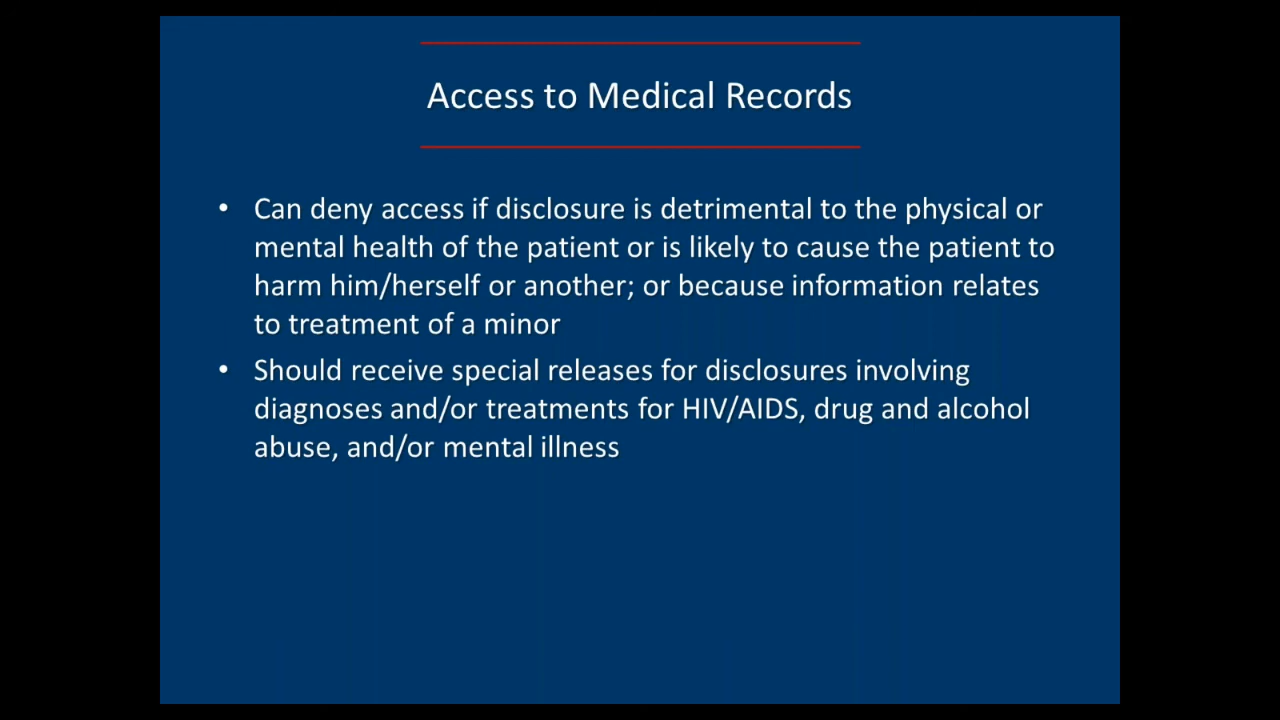 Access to Medical Records
• Can deny access if disclosure is detrimental to the physical or
mental health of the patient or is likely to cause the patient to
harm him/herself or another; or because information relates
to treatment of a minor
• Should receive special releases for disclosures involving
diagnoses and/or treatments for HIV/AIDS, drug and alcohol
abuse, and/or mental illness